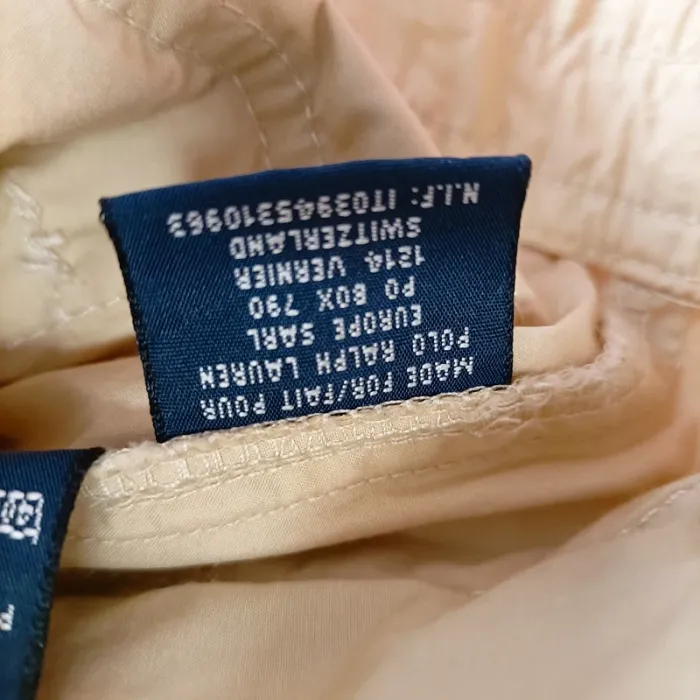 MADE FOR/FAIT POUR
POLO RALPH LAUREN
EUROPE SARL
PO BOX 790
1214 VERNIER
SWITZERLAND
N.I.F: IT03945310963